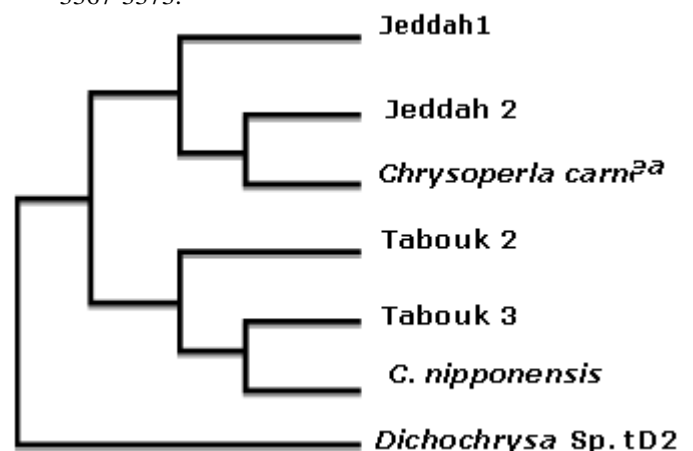 Jeddah1
Jeddah 2
Chrysoperla
Tabouk 2
Tabouk 3
C. nipponensis
Dichochrysa Sp.tD2